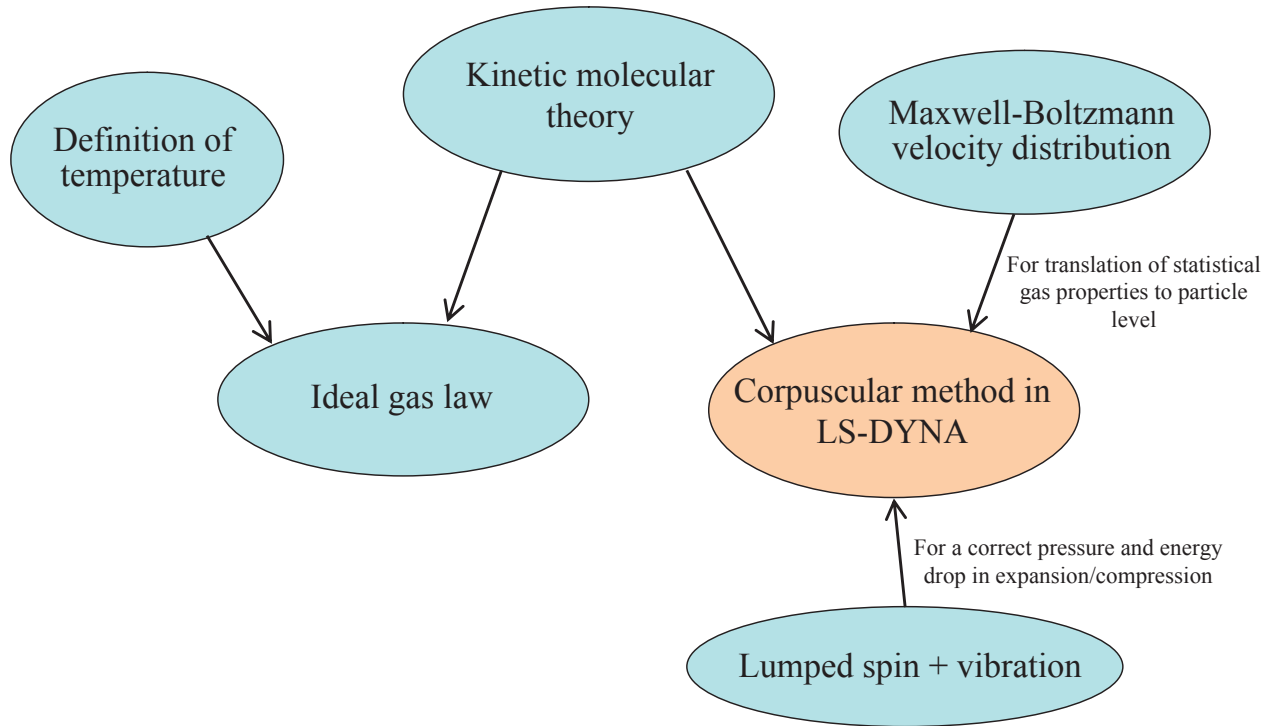 Kinetic molecular
theory
Definition of
temperature
Maxwell-Boltzmann
velocity distribution
For translation of statistical
gas properties to particle
level
Ideal gas law
Corpuscular method in
LS-DYNA
For a correct pressure and energy
drop in expansion/compression
Lumped spin + vibration